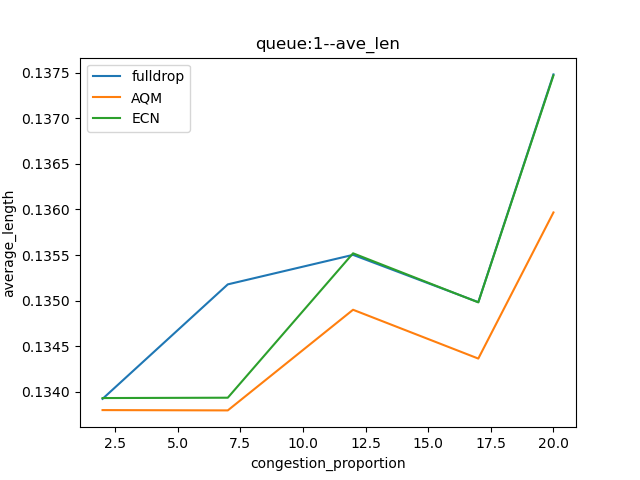 queue:1--ave_len
fulldrop
AQM
ECN
0.1375
0.1370
0.1365
0.1360
0.1355
0.1350
0.1345
0.1340
average_length
2.5 5.0 7.5 10.0 12.5 15.0 17.5 20.0
congestion_proportion